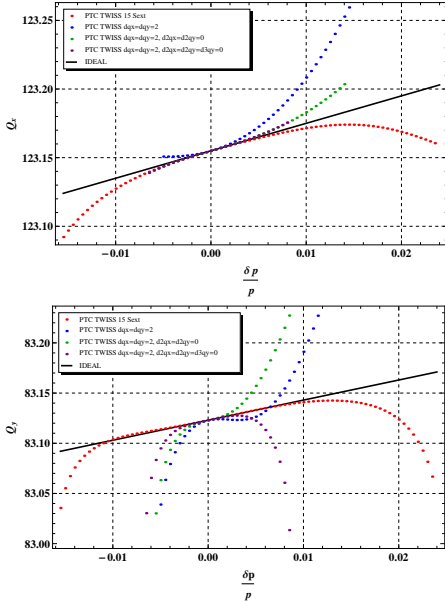 PTC TWISS 15 Sext
PTC TWISS dqx=dqy=2
PTC TWISS dqx=dqy=2, d2qx=d2qy=0
PTC TWISS dqx=dqy=2, d2qx=d2qy=d3qy=0
IDEAL
123.25
123.20
123.15
123.10
Qx
−0.01
0.00
0.01
0.02
δ p
p
PTC TWISS 15 Sext
PTC TWISS dqx=dqy=2
PTC TWISS dqx=dqy=2, d2qx=d2qy=0
PTC TWISS dqx=dqy=2, d2qx=d2qy=d3qy=0
IDEAL
83.20
83.15
83.10
83.05
83.00
Qy
−0.01
0.00
0.01
0.02
δp
p